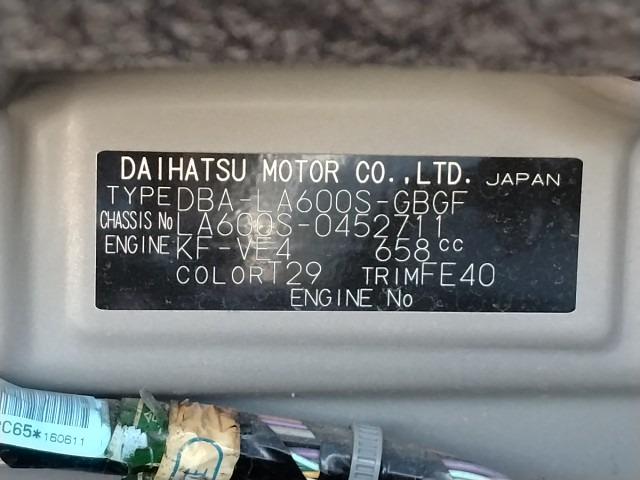 DAIHATSU MOTOR CO.,LTD. JAPAN
TYPE DBA-LA600S-GBGF
CHASSIS No LA600S-0452711
ENGINE KF-VE4 658cc
COLOR T29 TRIM FE40
ENGINE No
C65*160611